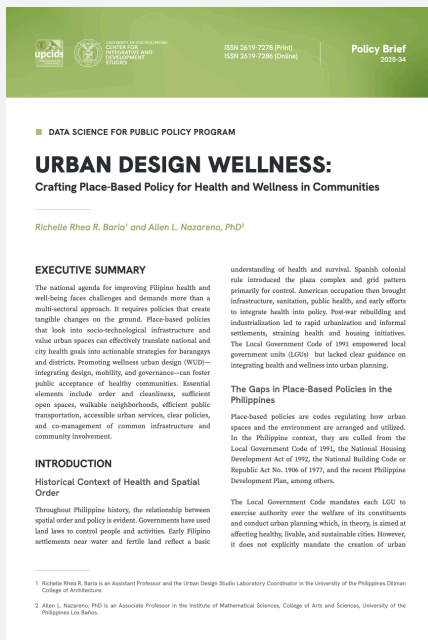 upcids
UNIVERSITY OF THE PHILIPPINES
CENTER FOR
INTEGRATIVE AND
DEVELOPMENT
STUDIES
ISSN 2619-7278 (Print)
ISSN 2619-7286 (Online)
Policy Brief
2025-34
DATA SCIENCE FOR PUBLIC POLICY PROGRAM
URBAN DESIGN WELLNESS:
Crafting Place-Based Policy for Health and Wellness in Communities
Richelle Rhea R. Baria¹ and Allen L. Nazareno, PhD²
EXECUTIVE SUMMARY
The national agenda for improving Filipino health and
well-being faces challenges and demands more than a
multi-sectoral approach. It requires policies that create
tangible changes on the ground. Place-based policies
that look into socio-technological infrastructure and
value urban spaces can effectively translate national and
city health goals into actionable strategies for barangays
and districts. Promoting wellness urban design (WUD)—
integrating design, mobility, and governance—can foster
public acceptance of healthy communities. Essential
elements include order and cleanliness, sufficient
open spaces, walkable neighborhoods, efficient public
transportation, accessible urban services, clear policies,
and co-management of common infrastructure and
community involvement.
INTRODUCTION
Historical Context of Health and Spatial
Order
Throughout Philippine history, the relationship between
spatial order and policy is evident. Governments have used
land laws to control people and activities. Early Filipino
settlements near water and fertile land reflect a basic
understanding of health and survival. Spanish colonial
rule introduced the plaza complex and grid pattern
primarily for control. American occupation then brought
infrastructure, sanitation, public health, and early efforts
to integrate health into policy. Post-war rebuilding and
industrialization led to rapid urbanization and informal
settlements, straining health and housing initiatives.
The Local Government Code of 1991 empowered local
government units (LGUs) but lacked clear guidance on
integrating health and wellness into urban planning.
The Gaps in Place-Based Policies in the
Philippines
Place-based policies are codes regulating how urban
spaces and the environment are arranged and utilized.
In the Philippine context, they are culled from the
Local Government Code of 1991, the National Housing
Development Act of 1992, the National Building Code or
Republic Act No. 1906 of 1977, and the recent Philippine
Development Plan, among others.
The Local Government Code mandates each LGU to
exercise authority over the welfare of its constituents
and conduct urban planning which, in theory, is aimed at
affecting healthy, livable, and sustainable cities. However,
it does not explicitly mandate the creation of urban
1 Richelle Rhea R. Baria is an Assistant Professor and the Urban Design Studio Laboratory Coordinator in the University of the Philippines Diliman
College of Architecture.
2 Allen L. Nazareno, PhD is an Associate Professor in the Institute of Mathematical Sciences, College of Arts and Sciences, University of the
Philippines Los Baños.